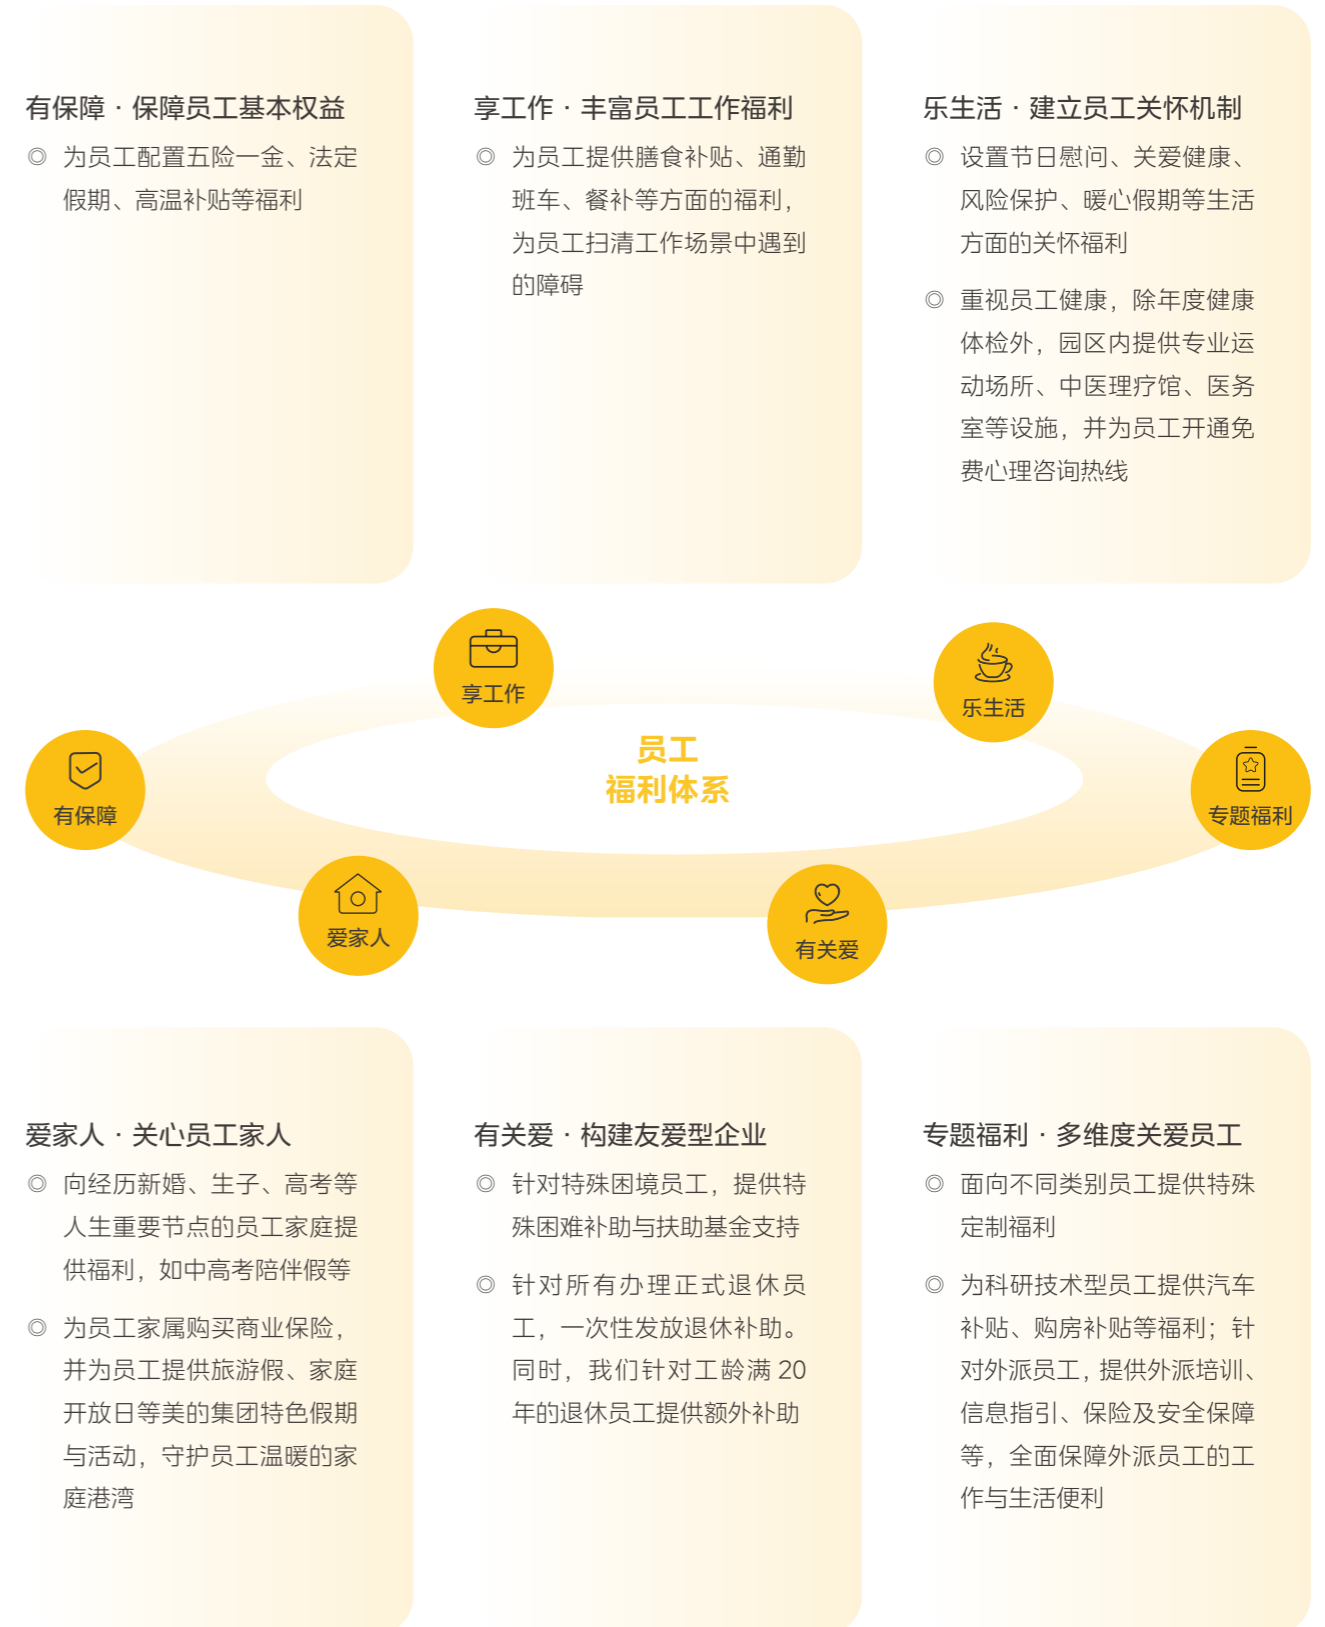 有保障 · 保障员工基本权益
◎ 为员工配置五险一金、法定
假期、高温补贴等福利
享工作 · 丰富员工工作福利
◎ 为员工提供膳食补贴、通勤
班车、餐补等方面的福利，
为员工扫清工作场景中遇到
的障碍
乐生活 · 建立员工关怀机制
◎ 设置节日慰问、关爱健康、
风险保护、暖心假期等生活
方面的关怀福利
◎ 重视员工健康，除年度健康
体检外，园区内提供专业运
动场所、中医理疗馆、医务
室等设施，并为员工开通免
费心理咨询热线
享工作
乐生活
员工
福利体系
有保障
专题福利
爱家人
有关爱
爱家人 · 关心员工家人
◎ 向经历新婚、生子、高考等
人生重要节点的员工家庭提
供福利，如中高考陪伴假等
◎ 为员工家属购买商业保险，
并为员工提供旅游假、家庭
开放日等美的集团特色假期
与活动，守护员工温暖的家
庭港湾
有关爱 · 构建友爱型企业
◎ 针对特殊困境员工，提供特
殊困难补助与扶助基金支持
◎ 针对所有办理正式退休员
工，一次性发放退休补助。
同时，我们针对工龄满 20
年的退休员工提供额外补助
专题福利 · 多维度关爱员工
◎ 面向不同类别员工提供特殊
定制福利
◎ 为科研技术型员工提供汽车
补贴、购房补贴等福利；针
对外派员工，提供外派培训、
信息指引、保险及安全保障
等，全面保障外派员工的工
作与生活便利